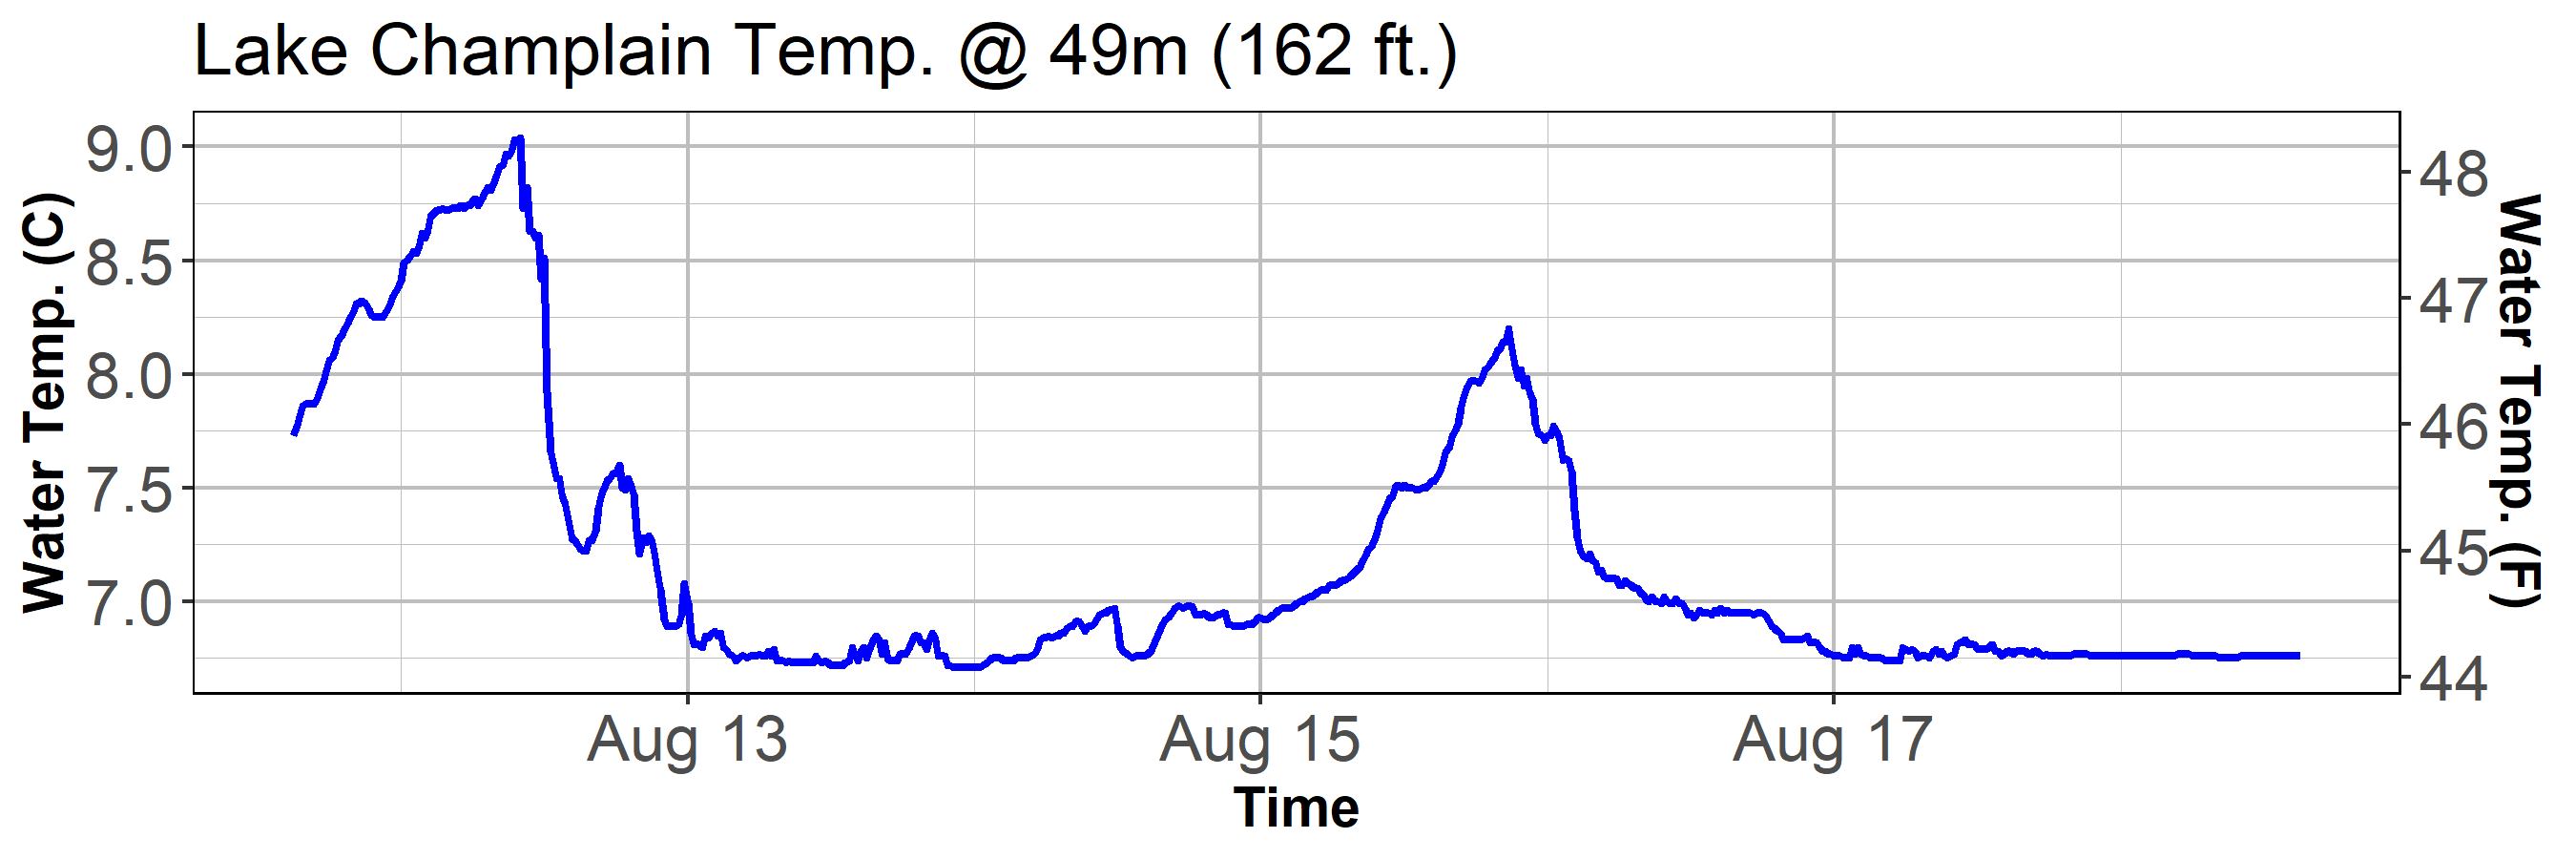 Lake Champlain Temp. @ 49m (162 ft.)
Water Temp. (C)
9.0
8.5
8.0
7.5
7.0
48
47
46
45
44
Water Temp. (F)
Aug 13 Aug 15 Aug 17
Time